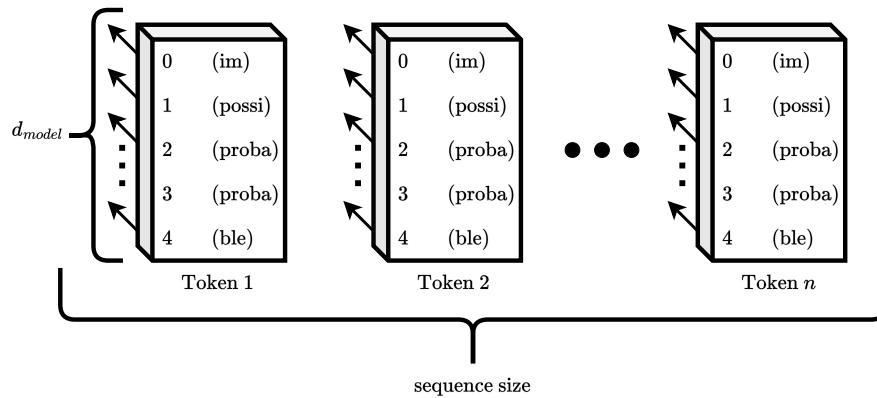 0 (im) 0 (im) 0 (im)
1 (possi) 1 (possi) 1 (possi)
d_model
2 (proba) 2 (proba) 2 (proba)
3 (proba) 3 (proba) 3 (proba)
4 (ble) 4 (ble) 4 (ble)
Token 1 Token 2 Token n
sequence size